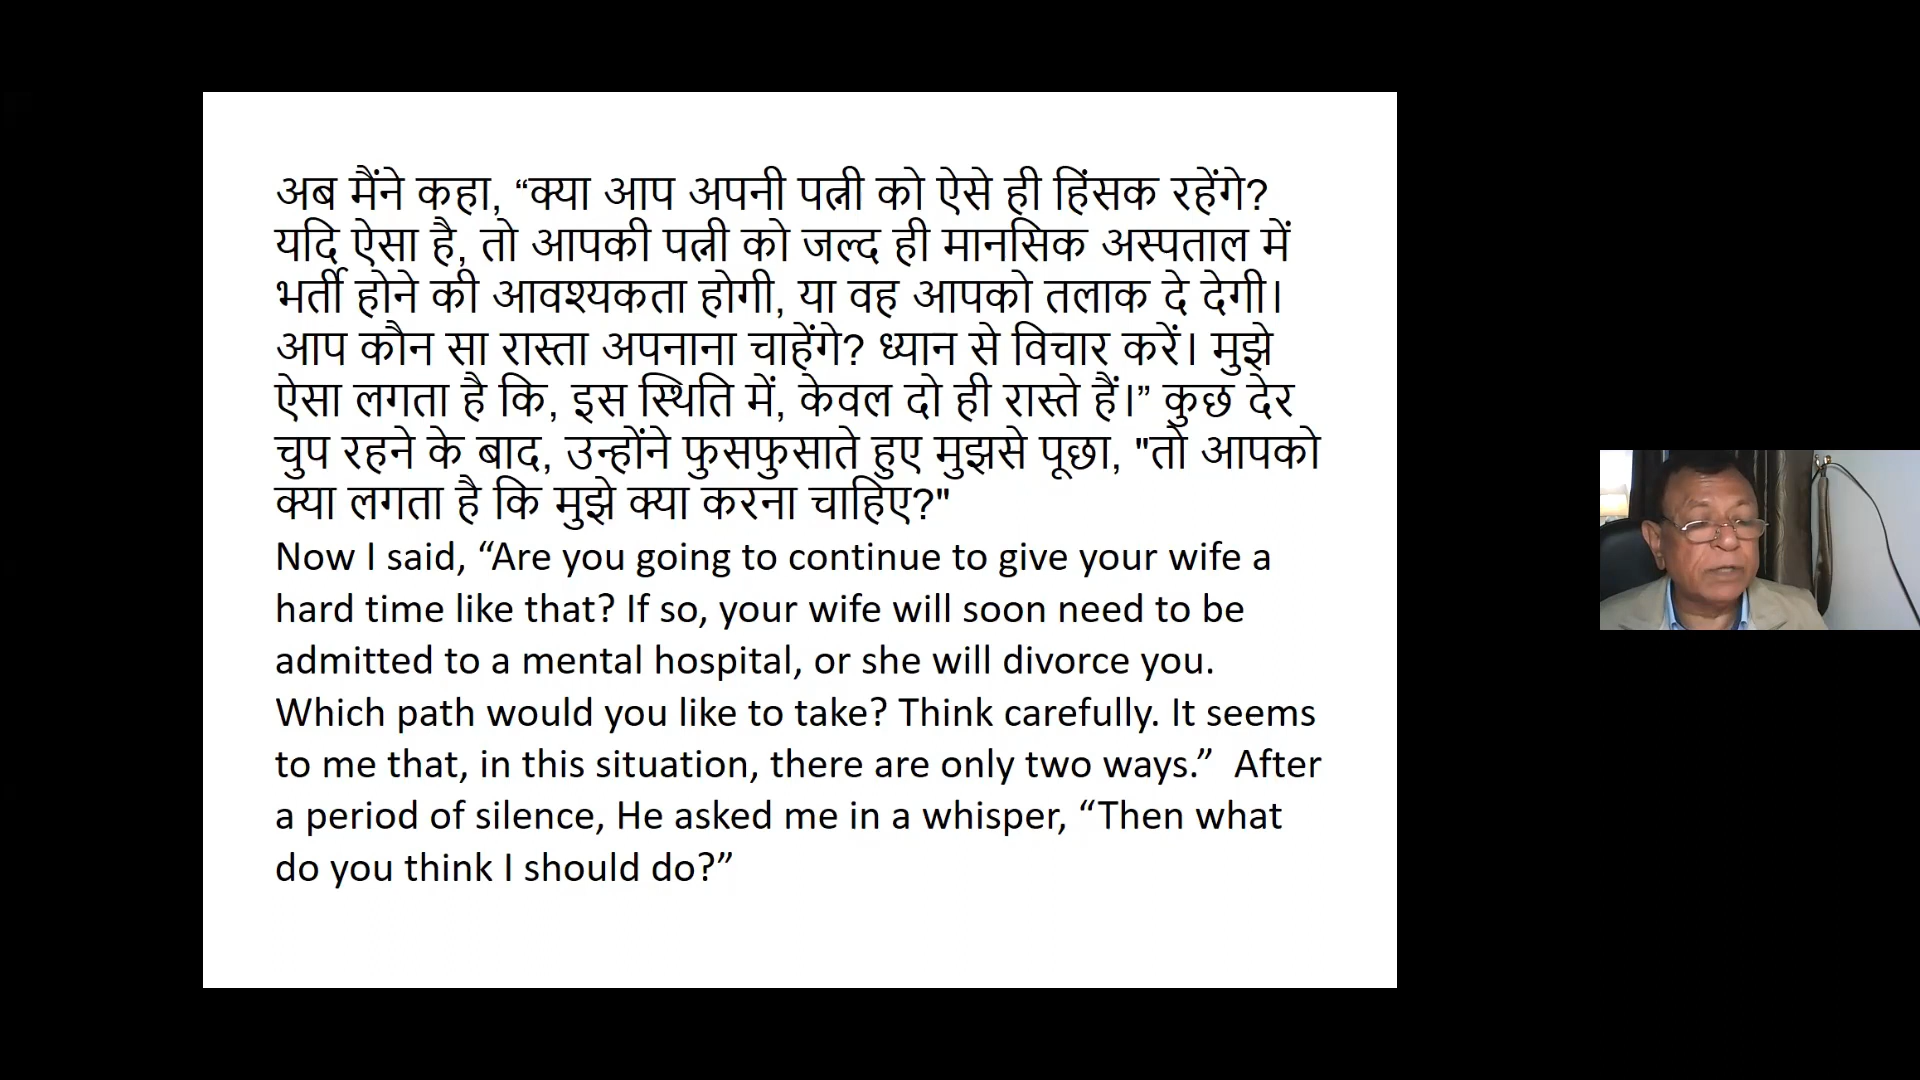 अब मैंने कहा, “क्या आप अपनी पत्नी को ऐसे ही हिंसक रहेंगे?
यदि ऐसा है, तो आपकी पत्नी को जल्द ही मानसिक अस्पताल में
भर्ती होने की आवश्यकता होगी, या वह आपको तलाक दे देगी।
आप कौन सा रास्ता अपनाना चाहेंगे? ध्यान से विचार करें। मुझे
ऐसा लगता है कि, इस स्थिति में, केवल दो ही रास्ते हैं।” कुछ देर
चुप रहने के बाद, उन्होंने फुसफुसाते हुए मुझसे पूछा, "तो आपको
क्या लगता है कि मुझे क्या करना चाहिए?"
Now I said, “Are you going to continue to give your wife a
hard time like that? If so, your wife will soon need to be
admitted to a mental hospital, or she will divorce you.
Which path would you like to take? Think carefully. It seems
to me that, in this situation, there are only two ways.”  After
a period of silence, He asked me in a whisper, “Then what
do you think I should do?”